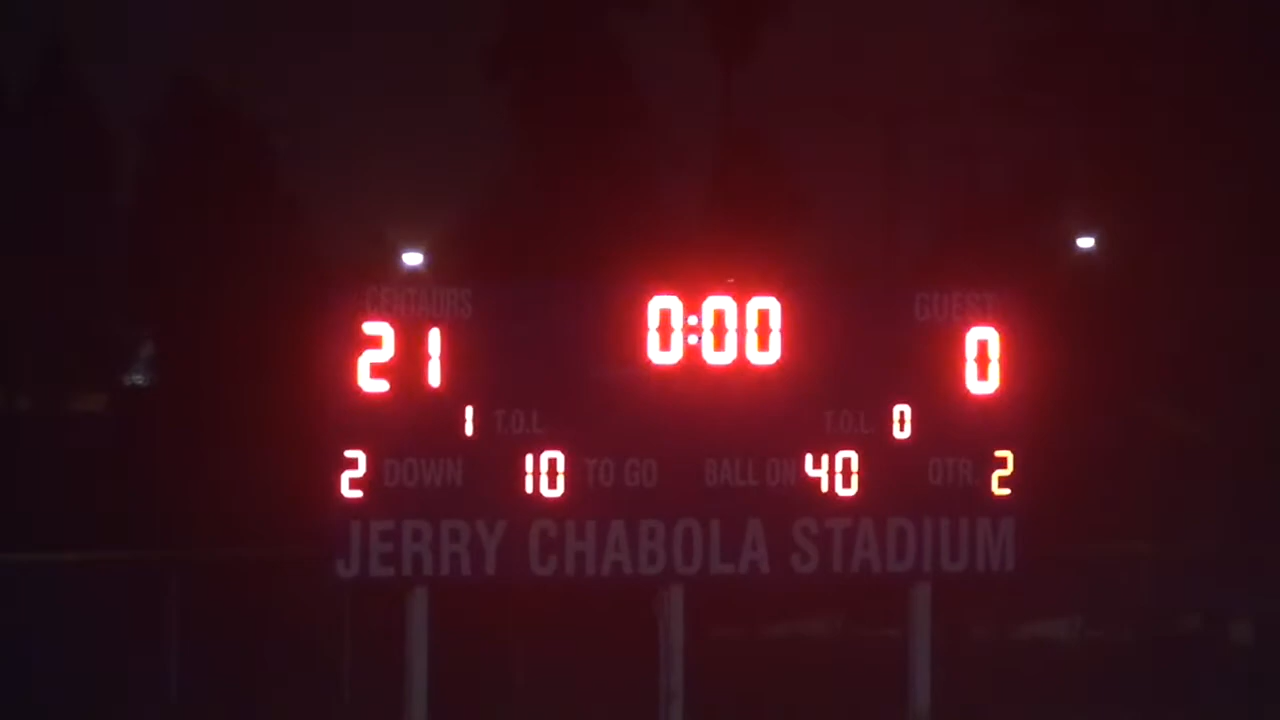 CENTAURS 0:00 GUEST
21 0
1 T.O.L. T.O.L. 0
2 DOWN 10 TO GO BALL ON 40 QTR. 2
JERRY CHABOLA STADIUM